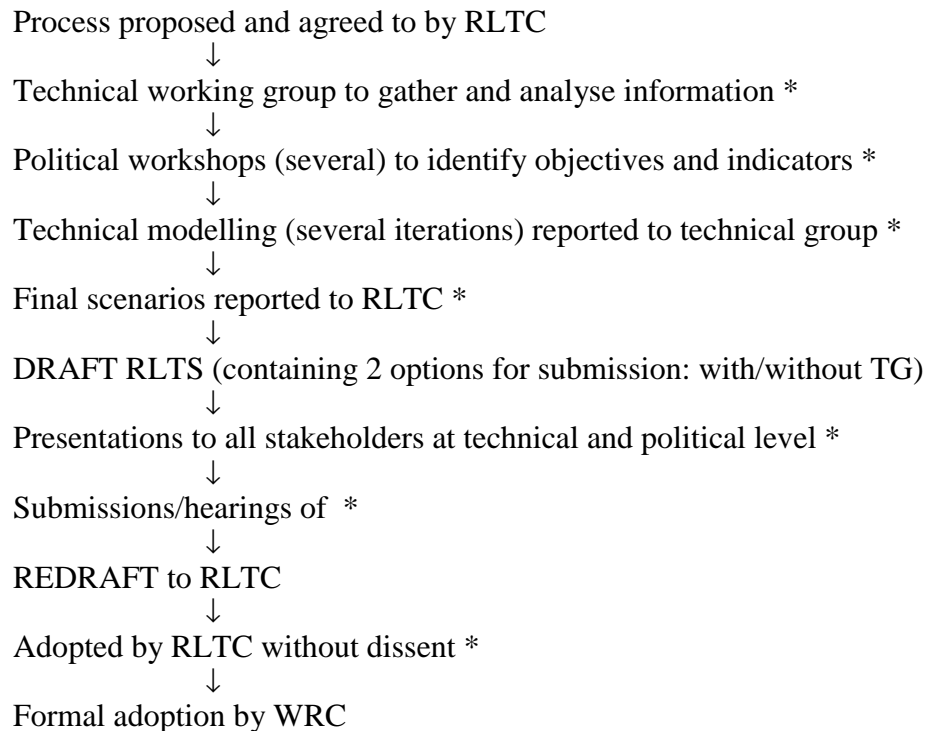 Process proposed and agreed to by RLTC
↓
Technical working group to gather and analyse information *
↓
Political workshops (several) to identify objectives and indicators *
↓
Technical modelling (several iterations) reported to technical group *
↓
Final scenarios reported to RLTC *
↓
DRAFT RLTS (containing 2 options for submission: with/without TG)
↓
Presentations to all stakeholders at technical and political level *
↓
Submissions/hearings of  *
↓
REDRAFT to RLTC
↓
Adopted by RLTC without dissent *
↓
Formal adoption by WRC